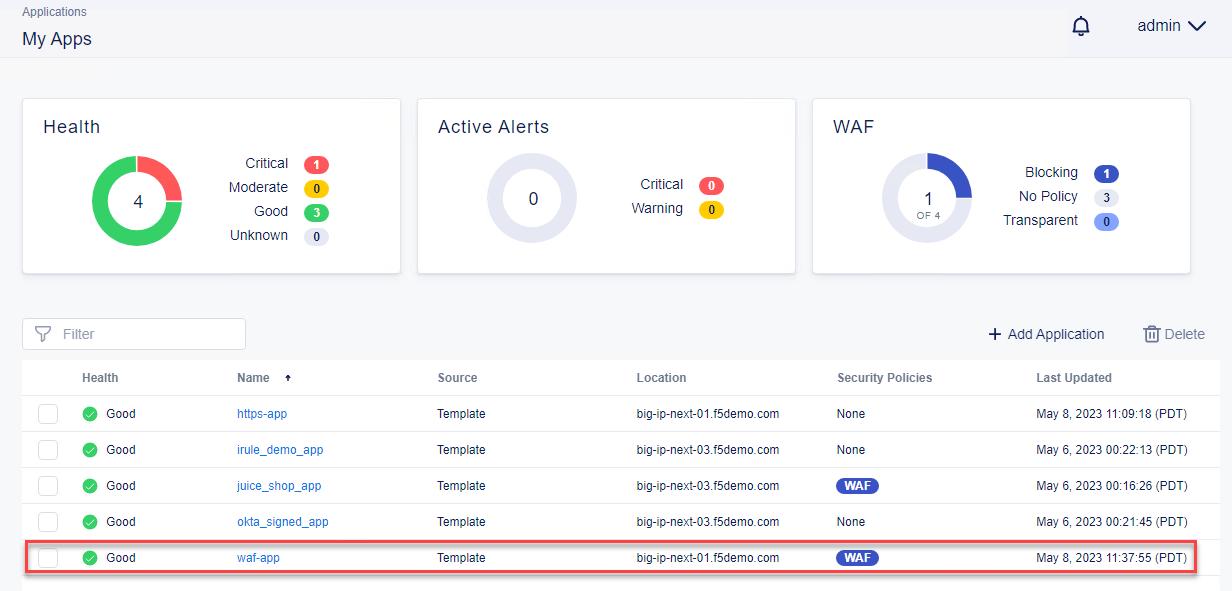 Applications
My Apps
admin
Health
4
Critical 1
Moderate 0
Good 3
Unknown 0
Active Alerts
0
Critical 0
Warning 0
WAF
1
OF 4
Blocking 1
No Policy 3
Transparent 0
Filter
Add Application
Delete
Health Name Source Location Security Policies Last Updated
Good https-app Template big-ip-next-01.f5demo.com None May 8, 2023 11:09:18 (PDT)
Good irule_demo_app Template big-ip-next-03.f5demo.com None May 6, 2023 00:22:13 (PDT)
Good juice_shop_app Template big-ip-next-03.f5demo.com WAF May 6, 2023 00:16:26 (PDT)
Good okta_signed_app Template big-ip-next-03.f5demo.com None May 6, 2023 00:21:45 (PDT)
Good waf-app Template big-ip-next-01.f5demo.com WAF May 8, 2023 11:37:55 (PDT)